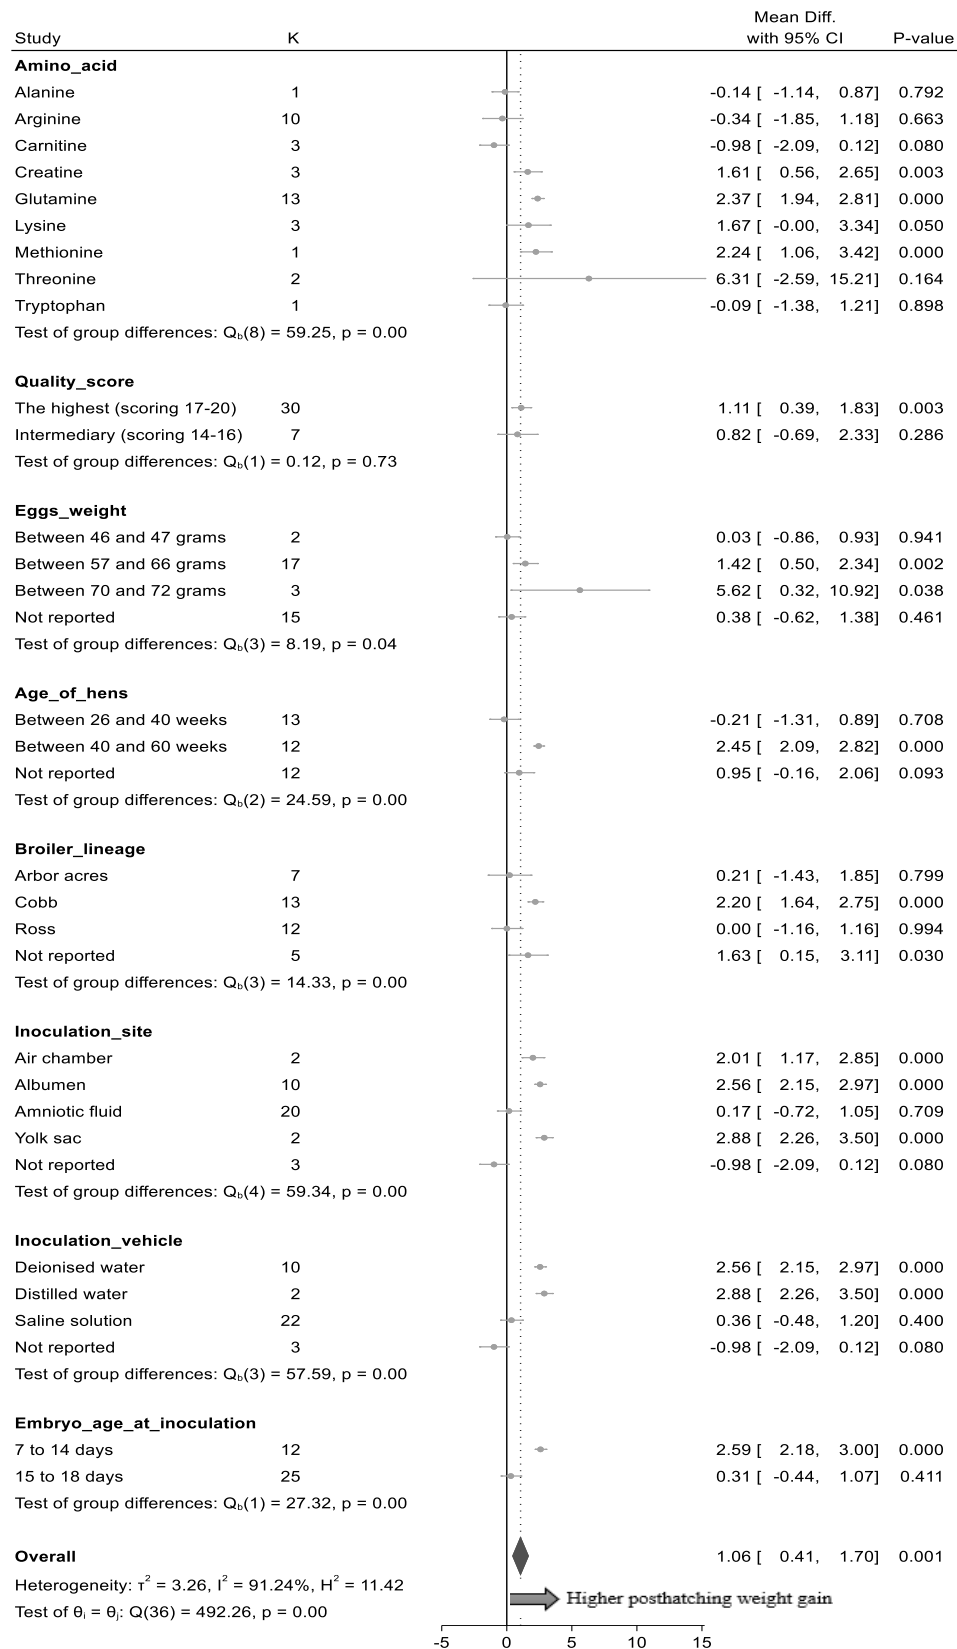 Mean Diff.
Study K with 95% CI P-value
Amino_acid
Alanine 1 -0.14 [ -1.14, 0.87] 0.792
Arginine 10 -0.34 [ -1.85, 1.18] 0.663
Carnitine 3 -0.98 [ -2.09, 0.12] 0.080
Creatine 3 1.61 [ 0.56, 2.65] 0.003
Glutamine 13 2.37 [ 1.94, 2.81] 0.000
Lysine 3 1.67 [ -0.00, 3.34] 0.050
Methionine 1 2.24 [ 1.06, 3.42] 0.000
Threonine 2 6.31 [ -2.59, 15.21] 0.164
Tryptophan 1 -0.09 [ -1.38, 1.21] 0.898
Test of group differences: Q_b(8) = 59.25, p = 0.00
Quality_score
The highest (scoring 17-20) 30 1.11 [ 0.39, 1.83] 0.003
Intermediary (scoring 14-16) 7 0.82 [ -0.69, 2.33] 0.286
Test of group differences: Q_b(1) = 0.12, p = 0.73
Eggs_weight
Between 46 and 47 grams 2 0.03 [ -0.86, 0.93] 0.941
Between 57 and 66 grams 17 1.42 [ 0.50, 2.34] 0.002
Between 70 and 72 grams 3 5.62 [ 0.32, 10.92] 0.038
Not reported 15 0.38 [ -0.62, 1.38] 0.461
Test of group differences: Q_b(3) = 8.19, p = 0.04
Age_of_hens
Between 26 and 40 weeks 13 -0.21 [ -1.31, 0.89] 0.708
Between 40 and 60 weeks 12 2.45 [ 2.09, 2.82] 0.000
Not reported 12 0.95 [ -0.16, 2.06] 0.093
Test of group differences: Q_b(2) = 24.59, p = 0.00
Broiler_lineage
Arbor acres 7 0.21 [ -1.43, 1.85] 0.799
Cobb 13 2.20 [ 1.64, 2.75] 0.000
Ross 12 0.00 [ -1.16, 1.16] 0.994
Not reported 5 1.63 [ 0.15, 3.11] 0.030
Test of group differences: Q_b(3) = 14.33, p = 0.00
Inoculation_site
Air chamber 2 2.01 [ 1.17, 2.85] 0.000
Albumen 10 2.56 [ 2.15, 2.97] 0.000
Amniotic fluid 20 0.17 [ -0.72, 1.05] 0.709
Yolk sac 2 2.88 [ 2.26, 3.50] 0.000
Not reported 3 -0.98 [ -2.09, 0.12] 0.080
Test of group differences: Q_b(4) = 59.34, p = 0.00
Inoculation_vehicle
Deionised water 10 2.56 [ 2.15, 2.97] 0.000
Distilled water 2 2.88 [ 2.26, 3.50] 0.000
Saline solution 22 0.36 [ -0.48, 1.20] 0.400
Not reported 3 -0.98 [ -2.09, 0.12] 0.080
Test of group differences: Q_b(3) = 57.59, p = 0.00
Embryo_age_at_inoculation
7 to 14 days 12 2.59 [ 2.18, 3.00] 0.000
15 to 18 days 25 0.31 [ -0.44, 1.07] 0.411
Test of group differences: Q_b(1) = 27.32, p = 0.00
Overall 1.06 [ 0.41, 1.70] 0.001
Heterogeneity: τ² = 3.26, I² = 91.24%, H² = 11.42
Higher posthatching weight gain
Test of θᵢ = θⱼ: Q(36) = 492.26, p = 0.00
-5 0 5 10 15